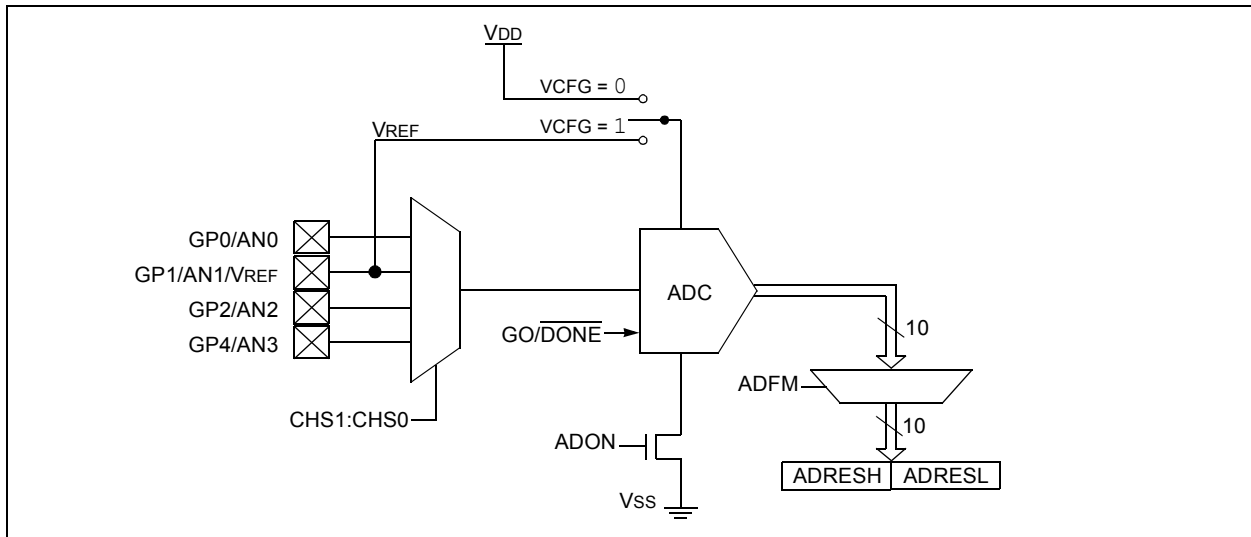 VDD
VCFG = 0
VREF
VCFG = 1
GP0/AN0
GP1/AN1/VREF
GP2/AN2
GP4/AN3
ADC
GO/DONE
10
ADFM
CHS1:CHS0
10
ADON
ADRESH ADRESL
VSS